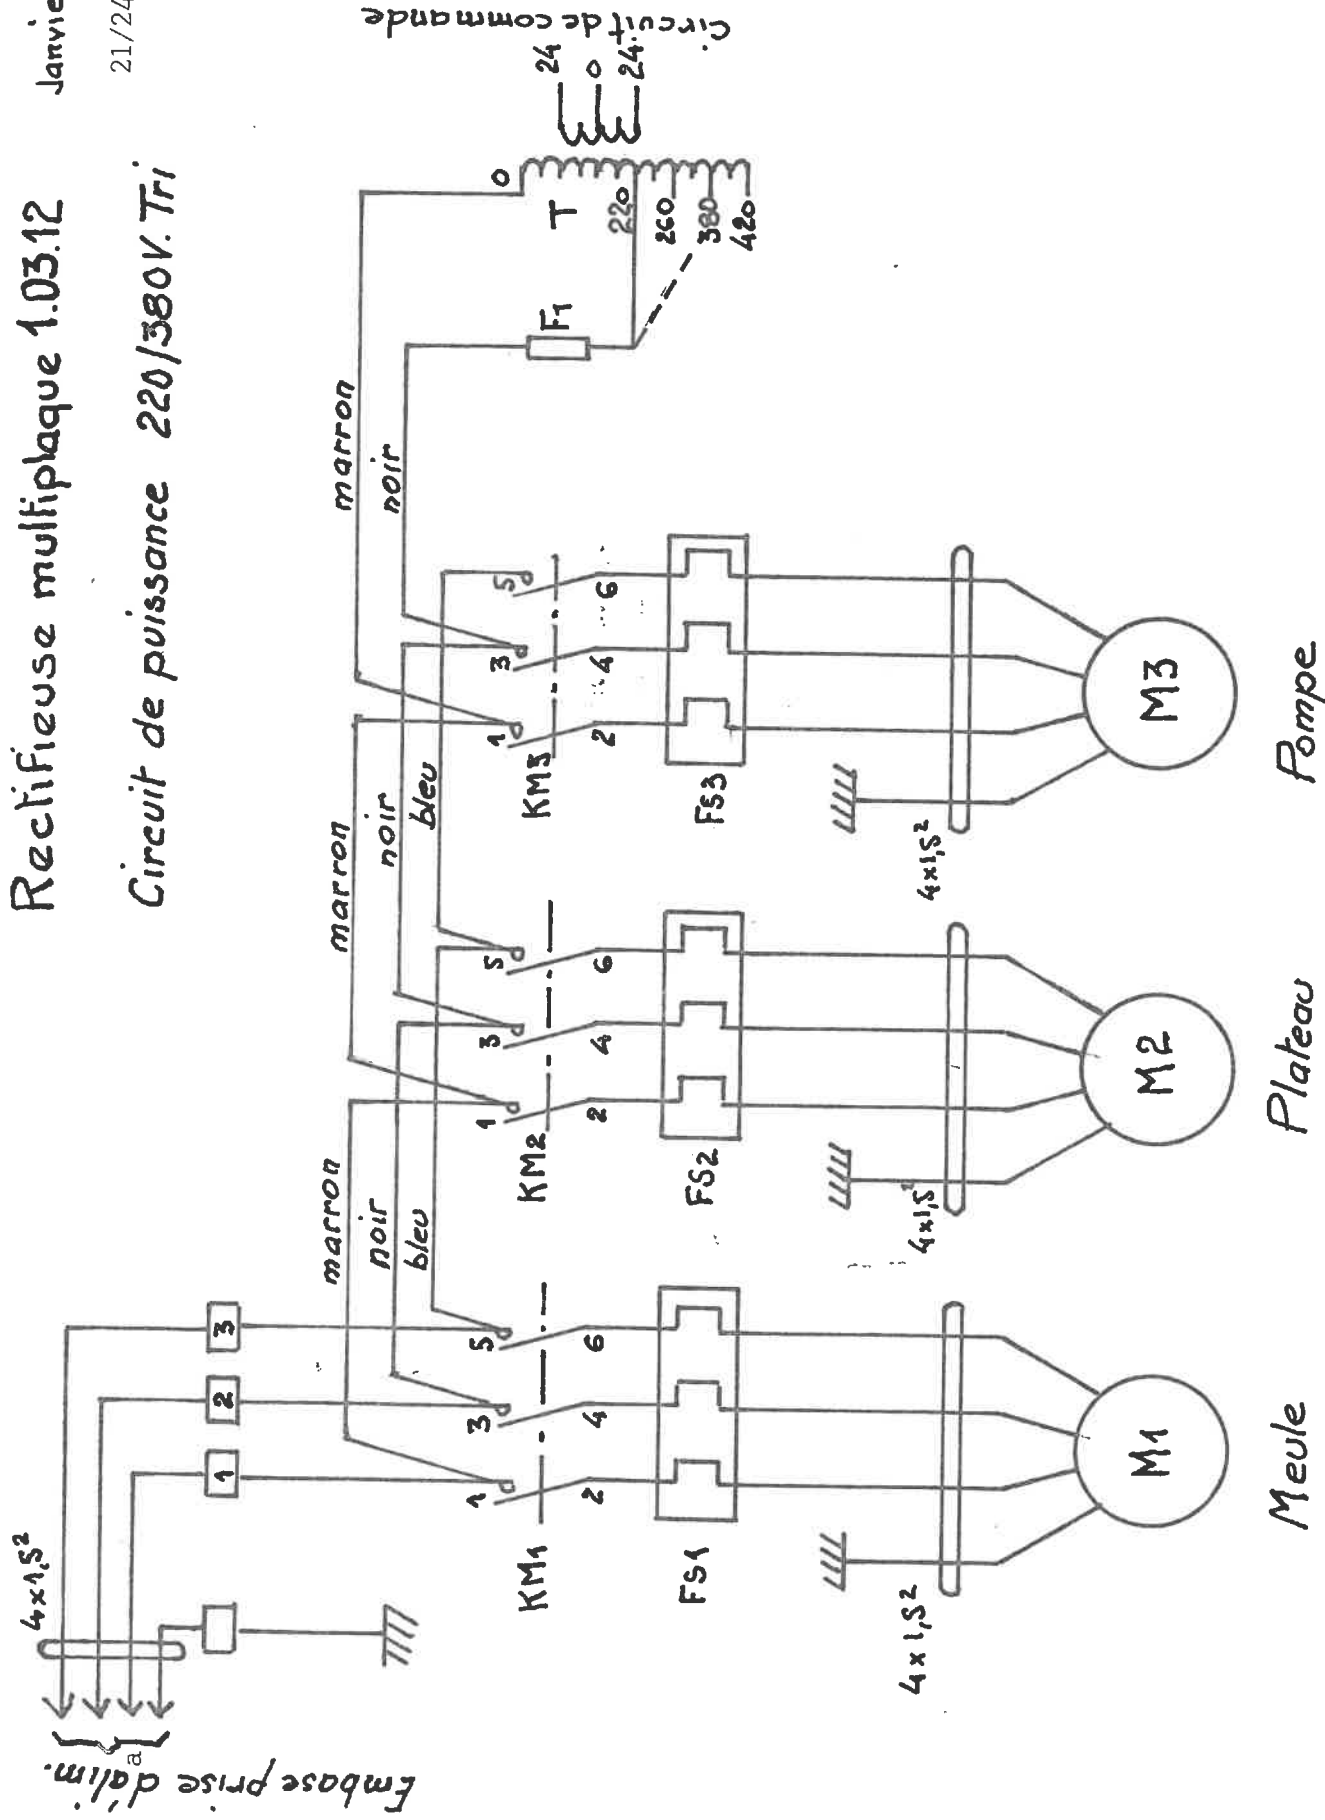 Rectifieuse multiplaque 1.03.12
Janvie
21/24
Circuit de puissance 220/380V. Tri
Embase prise d'alim.
a
4x1,5²
1
2
3
marron
noir
bleu
marron
noir
bleu
marron
noir
KM1
1
3
5
2
4
6
KM2
1
3
5
2
4
6
KM3
1
3
5
2
4
6
F1
T
0
220
260
380
420
24
0
24
Circuit de commande
FS1
FS2
FS3
4x1,5²
4x1,5²
4x1,5²
M1
M2
M3
Meule
Plateau
Pompe